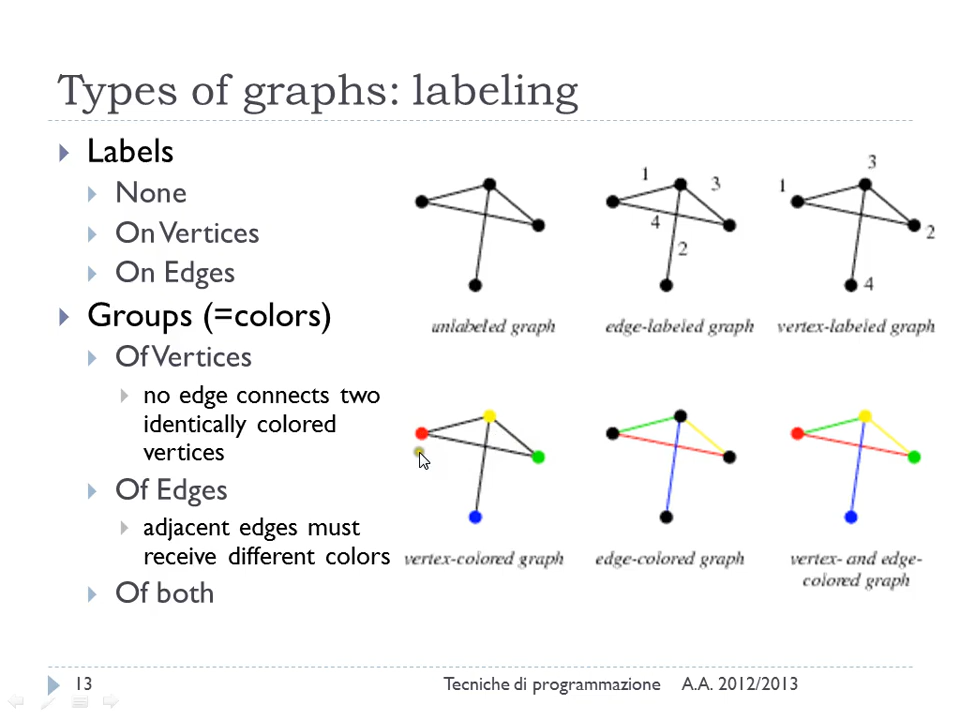 Types of graphs: labeling
Labels
None
On Vertices
On Edges
Groups (=colors)
Of Vertices
no edge connects two
identically colored
vertices
Of Edges
adjacent edges must
receive different colors
Of both
unlabeled graph
1
3
4
2
edge-labeled graph
3
1
2
4
vertex-labeled graph
vertex-colored graph
edge-colored graph
vertex- and edge-
colored graph
13
Tecniche di programmazione A.A. 2012/2013